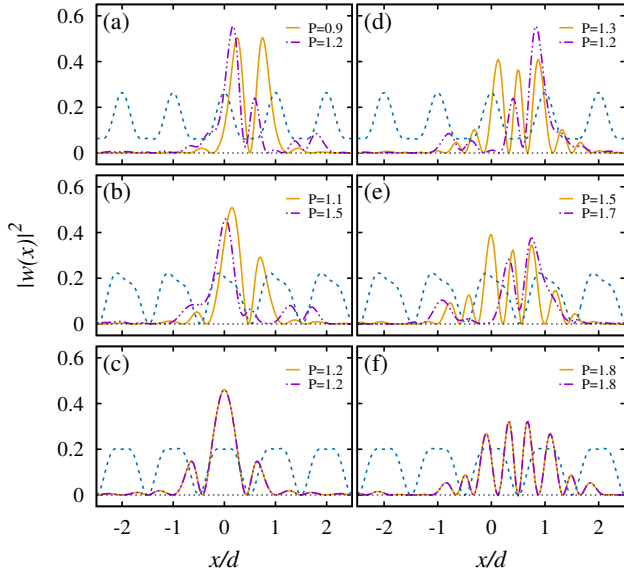 (a)
P=0.9
P=1.2
(d)
P=1.3
P=1.2
0.6
0.4
0.2
0
(b)
P=1.1
P=1.5
(e)
P=1.5
P=1.7
0.6
0.4
0.2
0
|w(x)|²
(c)
P=1.2
P=1.2
(f)
P=1.8
P=1.8
0.6
0.4
0.2
0
-2 -1 0 1 2 -2 -1 0 1 2
x/d x/d